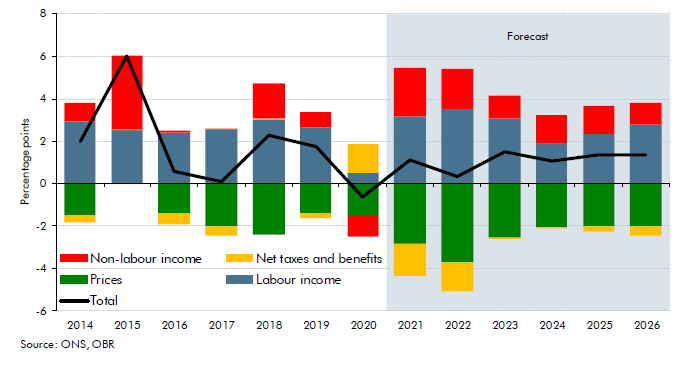 8
6
4
2
0
-2
-4
-6
Percentage points
Forecast
Non-labour income
Net taxes and benefits
Prices
Labour income
Total
2014 2015 2016 2017 2018 2019 2020 2021 2022 2023 2024 2025 2026
Source: ONS, OBR